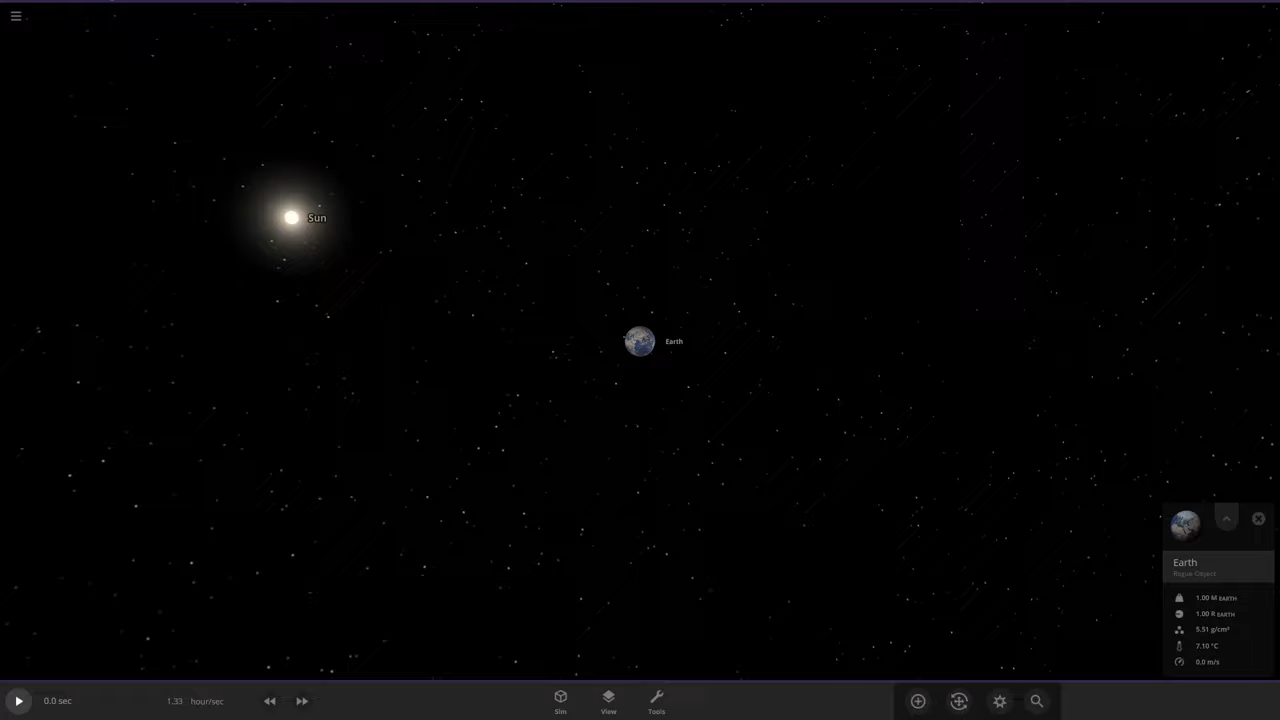 Sun
Earth
Earth
Rogue Object
1.00 M EARTH
1.00 R EARTH
5.51 g/cm³
7.10 °C
0.0 m/s
0.0 sec
1.33 hour/sec
Sim
View
Tools